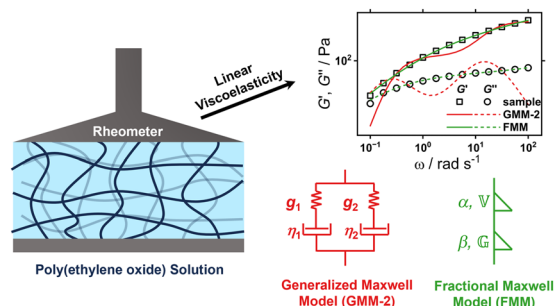 Linear
Viscoelasticity
Rheometer
Poly(ethylene oxide) Solution
G', G'' / Pa
10²
G' G''
sample
GMM-2
FMM
10⁻¹ 10⁰ 10¹ 10²
ω / rad s⁻¹
g₁ g₂
η₁ η₂
Generalized Maxwell
Model (GMM-2)
α, 𝕍
β, 𝔾
Fractional Maxwell
Model (FMM)